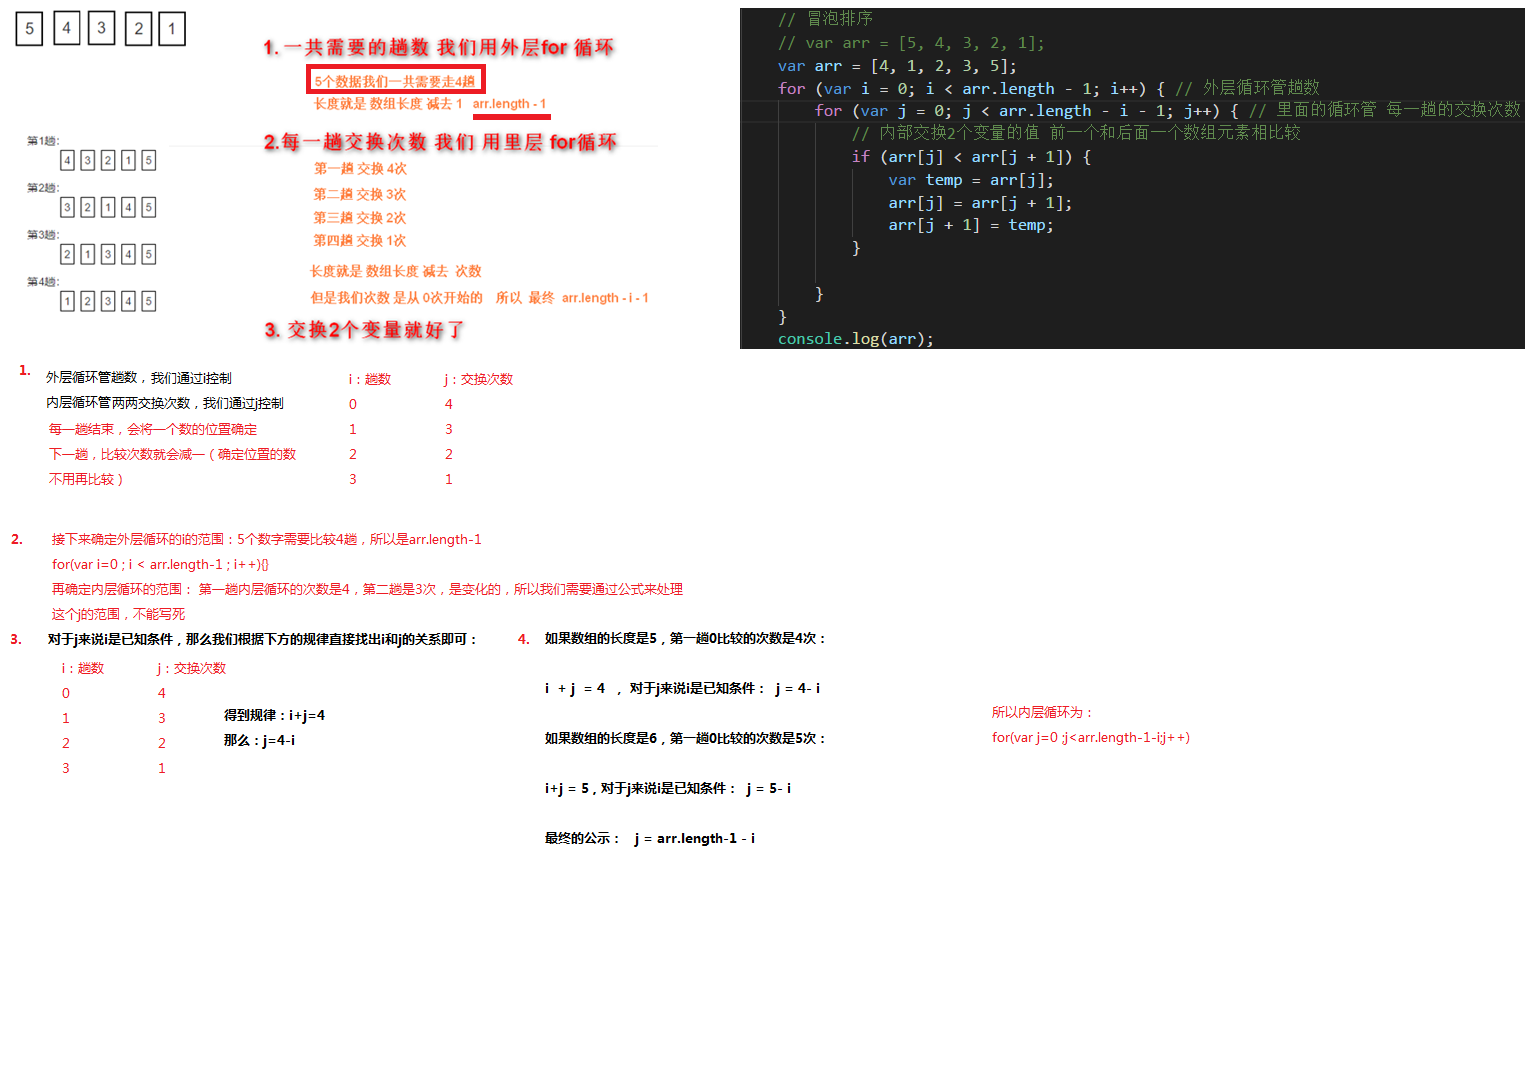 5 4 3 2 1
1. 一共需要的趟数 我们用外层for 循环
5个数据我们一共需要走4趟
长度就是 数组长度 减去 1 arr.length - 1
2.每一趟交换次数 我们 用里层 for循环
第一趟 交换 4次
第二趟 交换 3次
第三趟 交换 2次
第四趟 交换 1次
长度就是 数组长度 减去 次数
但是我们次数 是从 0次开始的 所以 最终 arr.length - i - 1
3. 交换2个变量就好了
第1趟:
4 3 2 1 5
第2趟:
3 2 1 4 5
第3趟:
2 1 3 4 5
第4趟:
1 2 3 4 5
// 冒泡排序
// var arr = [5, 4, 3, 2, 1];
var arr = [4, 1, 2, 3, 5];
for (var i = 0; i < arr.length - 1; i++) { // 外层循环管趟数
for (var j = 0; j < arr.length - i - 1; j++) { // 里面的循环管 每一趟的交换次数
// 内部交换2个变量的值 前一个和后面一个数组元素相比较
if (arr[j] < arr[j + 1]) {
var temp = arr[j];
arr[j] = arr[j + 1];
arr[j + 1] = temp;
}
}
}
console.log(arr);
1. 外层循环管趟数，我们通过i控制
内层循环管两两交换次数，我们通过j控制
每一趟结束，会将一个数的位置确定
下一趟，比较次数就会减一（确定位置的数
不用再比较）
i：趟数 j：交换次数
0 4
1 3
2 2
3 1
2. 接下来确定外层循环的i的范围：5个数字需要比较4趟，所以是arr.length-1
for(var i=0 ; i < arr.length-1 ; i++){}
再确定内层循环的范围： 第一趟内层循环的次数是4，第二趟是3次，是变化的，所以我们需要通过公式来处理
这个j的范围，不能写死
3. 对于j来说i是已知条件，那么我们根据下方的规律直接找出i和j的关系即可：
i：趟数 j：交换次数
0 4
1 3
2 2
3 1
得到规律：i+j=4
那么：j=4-i
4. 如果数组的长度是5，第一趟0比较的次数是4次：
i + j = 4 ， 对于j来说i是已知条件： j = 4- i
如果数组的长度是6，第一趟0比较的次数是5次：
i+j = 5，对于j来说i是已知条件： j = 5- i
最终的公示： j = arr.length-1 - i
所以内层循环为：
for(var j=0 ;j<arr.length-1-i;j++)